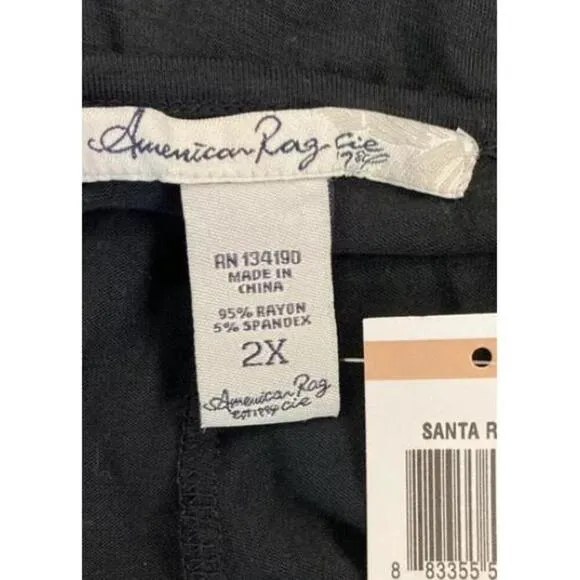 American Rag Cie
RN 134190
MADE IN
CHINA
95% RAYON
5% SPANDEX
2X
American Rag
Cie
SANTA R
8 83355 5